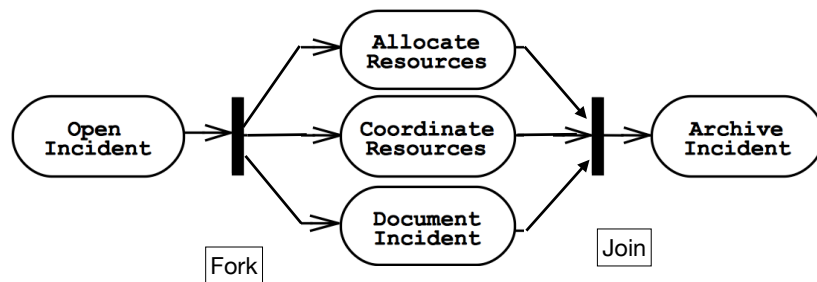 Allocate
Resources
Open
Incident
Coordinate
Resources
Archive
Incident
Document
Incident
Fork
Join